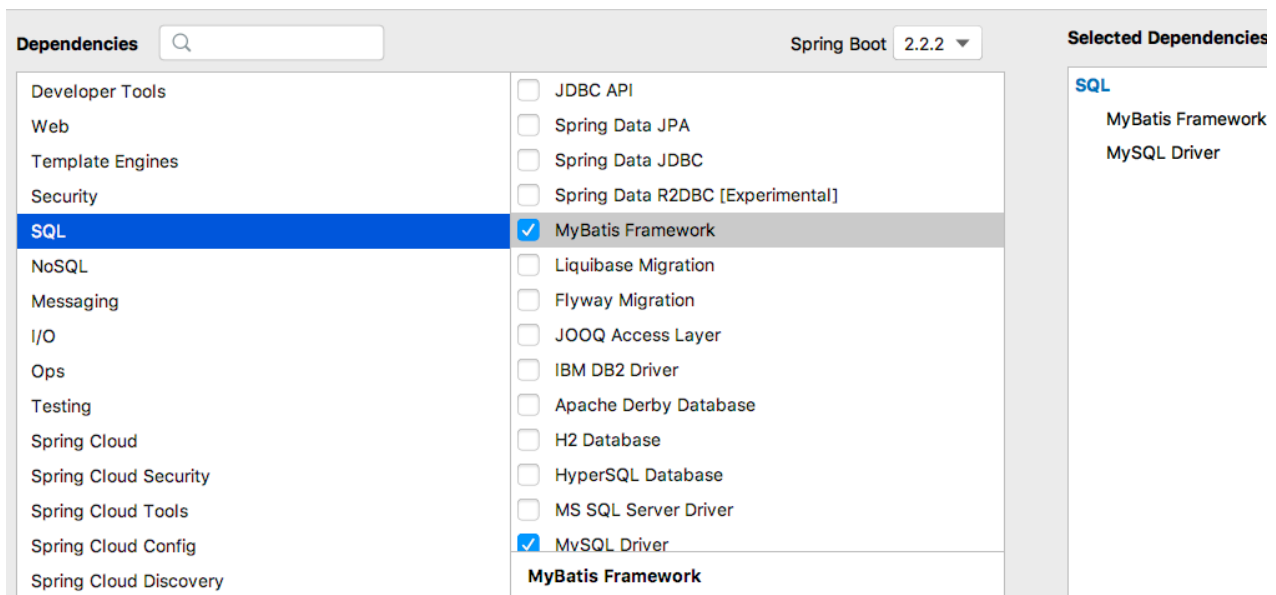 Dependencies
Spring Boot 2.2.2
Selected Dependencies
Developer Tools
Web
Template Engines
Security
SQL
NoSQL
Messaging
I/O
Ops
Testing
Spring Cloud
Spring Cloud Security
Spring Cloud Tools
Spring Cloud Config
Spring Cloud Discovery
JDBC API
Spring Data JPA
Spring Data JDBC
Spring Data R2DBC [Experimental]
MyBatis Framework
Liquibase Migration
Flyway Migration
JOOQ Access Layer
IBM DB2 Driver
Apache Derby Database
H2 Database
HyperSQL Database
MS SQL Server Driver
MySQL Driver
MyBatis Framework
SQL
MyBatis Framework
MySQL Driver